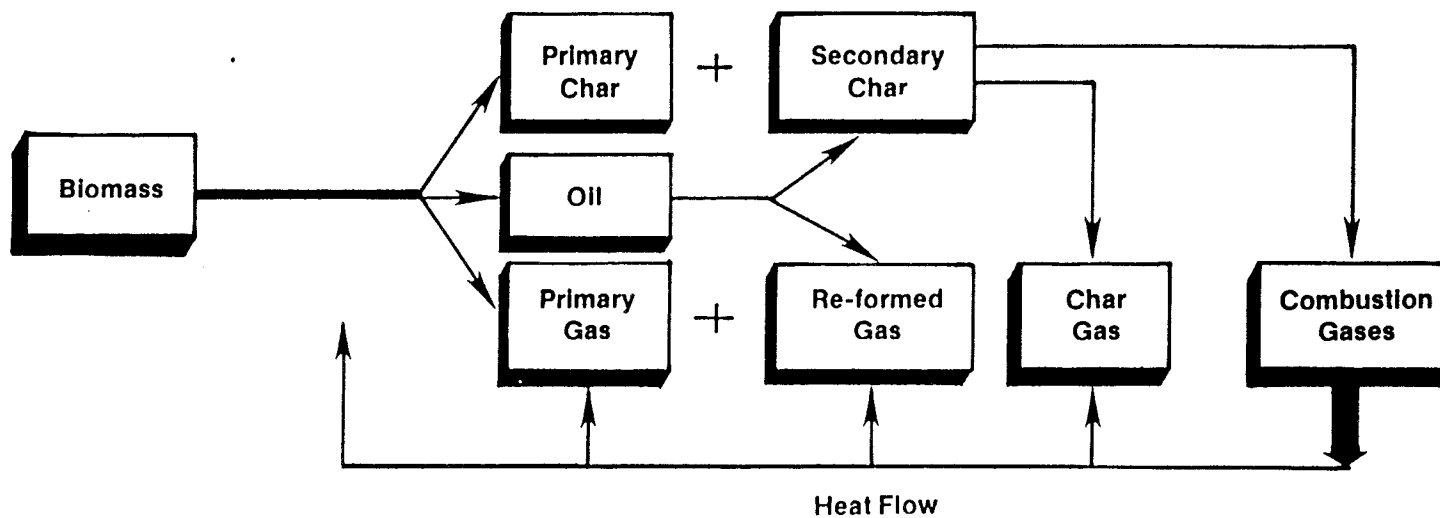 Primary
Char
+
Secondary
Char
Biomass
Oil
Primary
Gas
+
Re-formed
Gas
Char
Gas
Combustion
Gases
Heat Flow